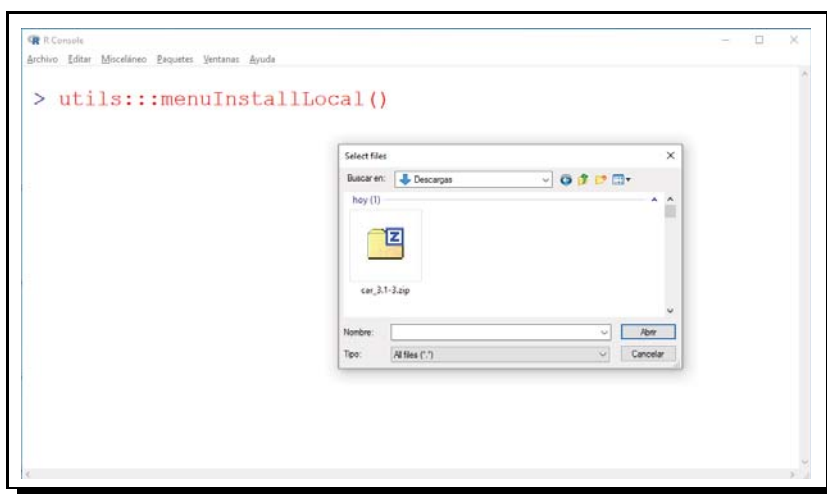 R Console
Archivo Editar Misceláneo Paquetes Ventanas Ayuda
> utils:::menuInstallLocal()
Select files
Buscar en: Descargas
hoy (1)
car_3.1-3.zip
Nombre: Abrir
Tipo: All files (*.*) Cancelar